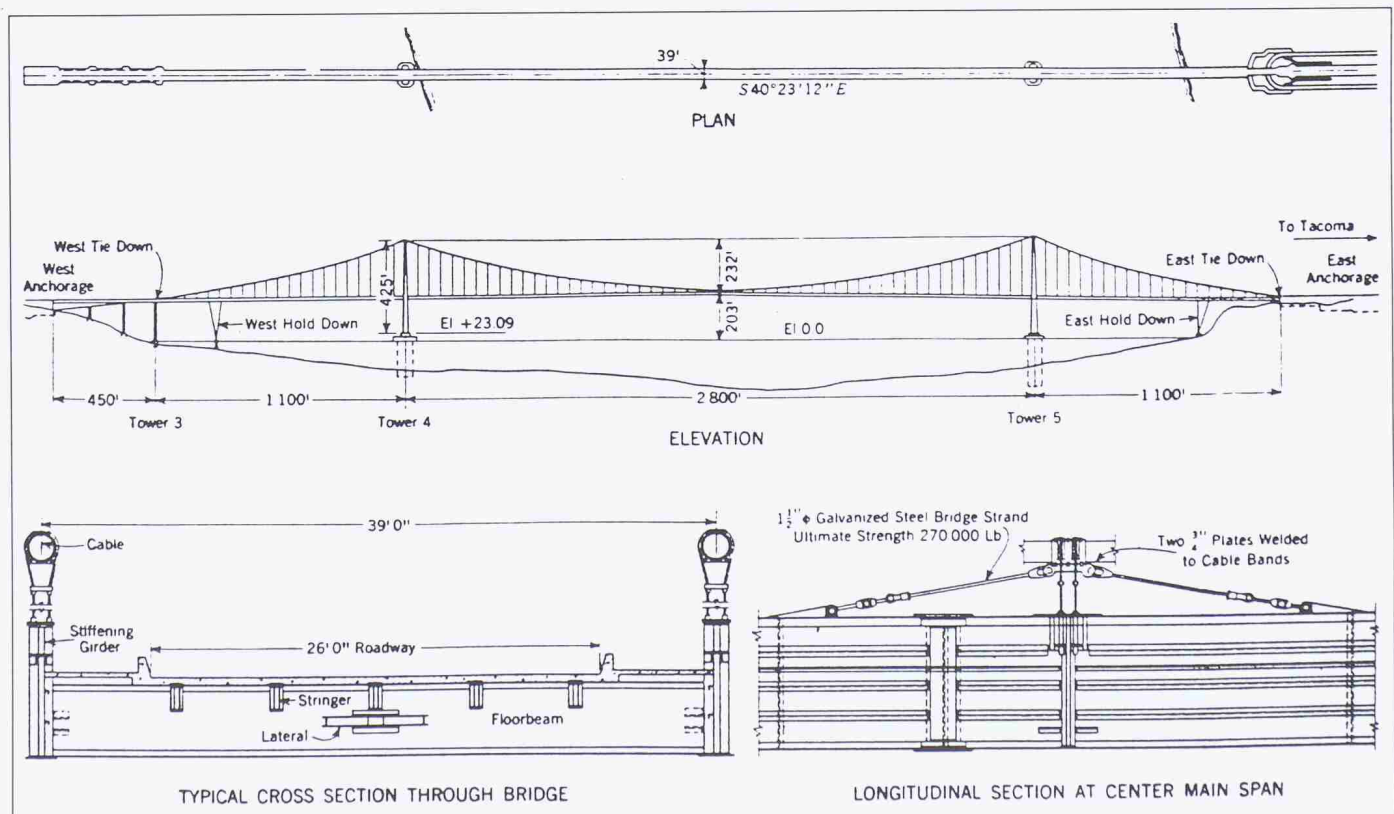 39'
S 40°23'12" E
PLAN
West Tie Down
West
Anchorage
425'
232'
203'
To Tacoma
East Tie Down
East
Anchorage
West Hold Down
El +23.09
El 0.0
East Hold Down
450'
1 100'
2 800'
1 100'
Tower 3
Tower 4
Tower 5
ELEVATION
39' 0"
Cable
Stiffening
Girder
26' 0" Roadway
Stringer
Floorbeam
Lateral
TYPICAL CROSS SECTION THROUGH BRIDGE
1 1/2" ϕ Galvanized Steel Bridge Strand
Ultimate Strength 270 000 Lb
Two 3/4" Plates Welded
to Cable Bands
LONGITUDINAL SECTION AT CENTER MAIN SPAN